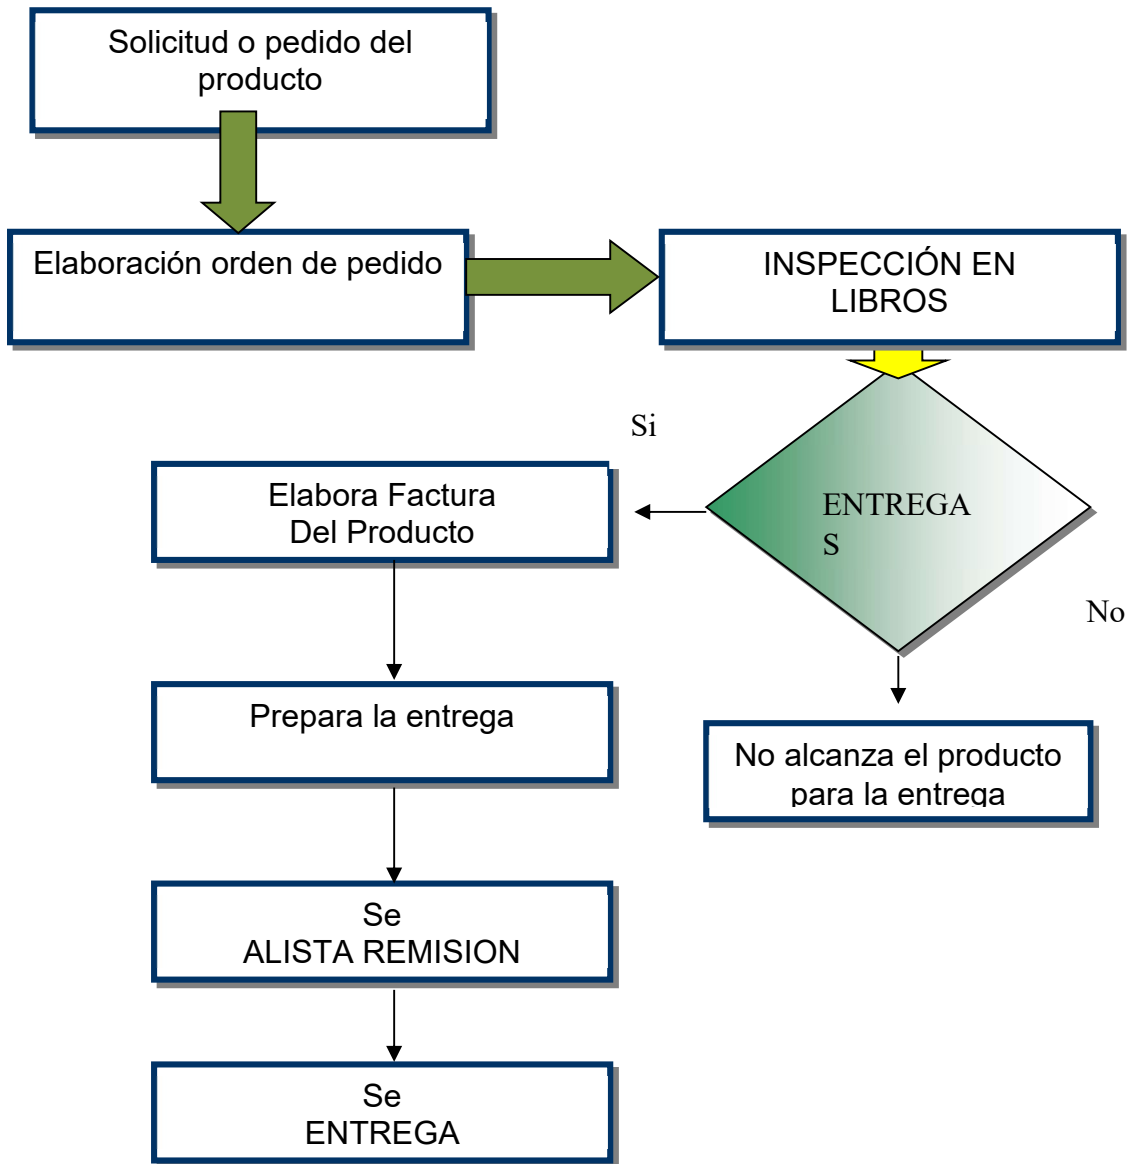 Solicitud o pedido del
producto
Elaboración orden de pedido
INSPECCIÓN EN
LIBROS
Si
Elabora Factura
Del Producto
ENTREGA
S
No
Prepara la entrega
No alcanza el producto
para la entrega
Se
ALISTA REMISION
Se
ENTREGA